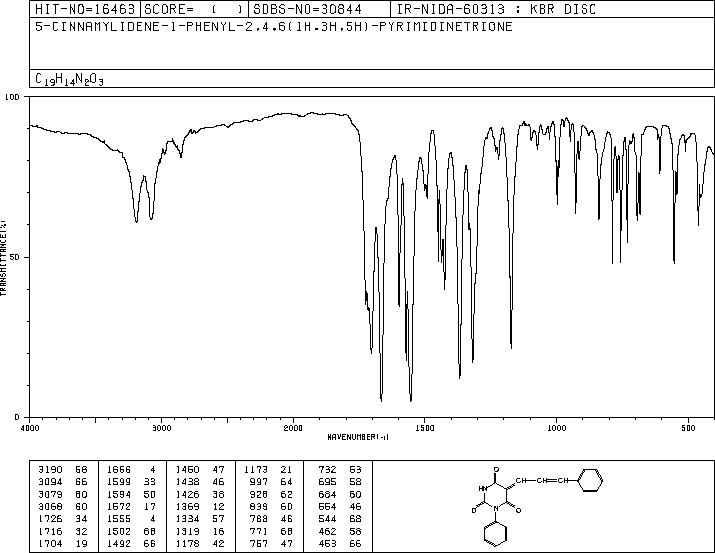 HIT-NO=16463 SCORE= ( ) SDBS-NO=30844 IR-NIDA-60313 : KBR DISC
5-CINNAMYLIDENE-1-PHENYL-2,4,6(1H,3H,5H)-PYRIMIDINETRIONE
C19H14N2O3
100
50
0
TRANSMITTANCE(%)
4000 3000 2000 1500 1000 500
WAVENUMBER(-1)
3190 68 1666 4 1460 47 1173 21 732 53
3094 66 1599 33 1438 46 997 64 695 58
3079 60 1594 50 1426 38 928 62 684 60
3068 60 1572 17 1369 12 839 60 554 46
1726 34 1555 4 1334 57 788 46 544 68
1716 32 1502 68 1319 16 771 68 462 58
1704 19 1492 66 1178 42 757 47 453 66
O
HN CH CH=CH
O N O